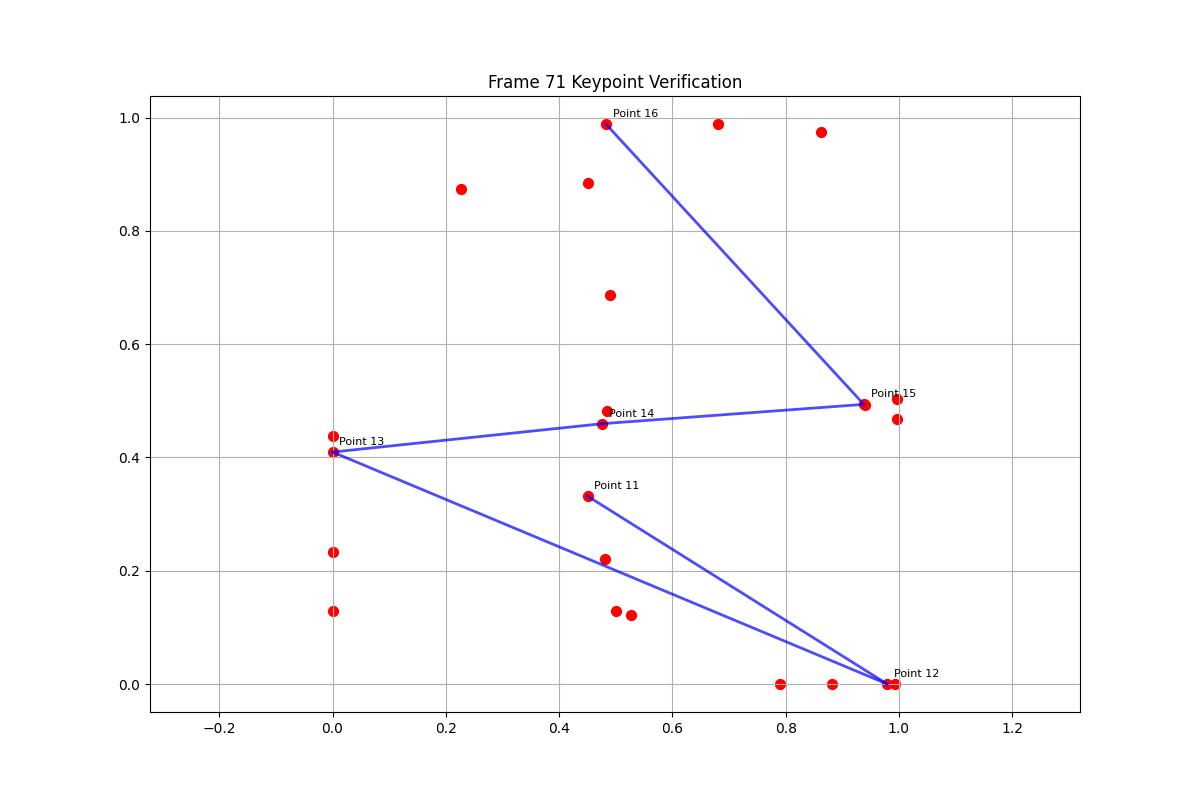 Frame 71 Keypoint Verification
Point 16
Point 15
Point 14
Point 13
Point 11
Point 12
1.0
0.8
0.6
0.4
0.2
0.0
−0.2 0.0 0.2 0.4 0.6 0.8 1.0 1.2